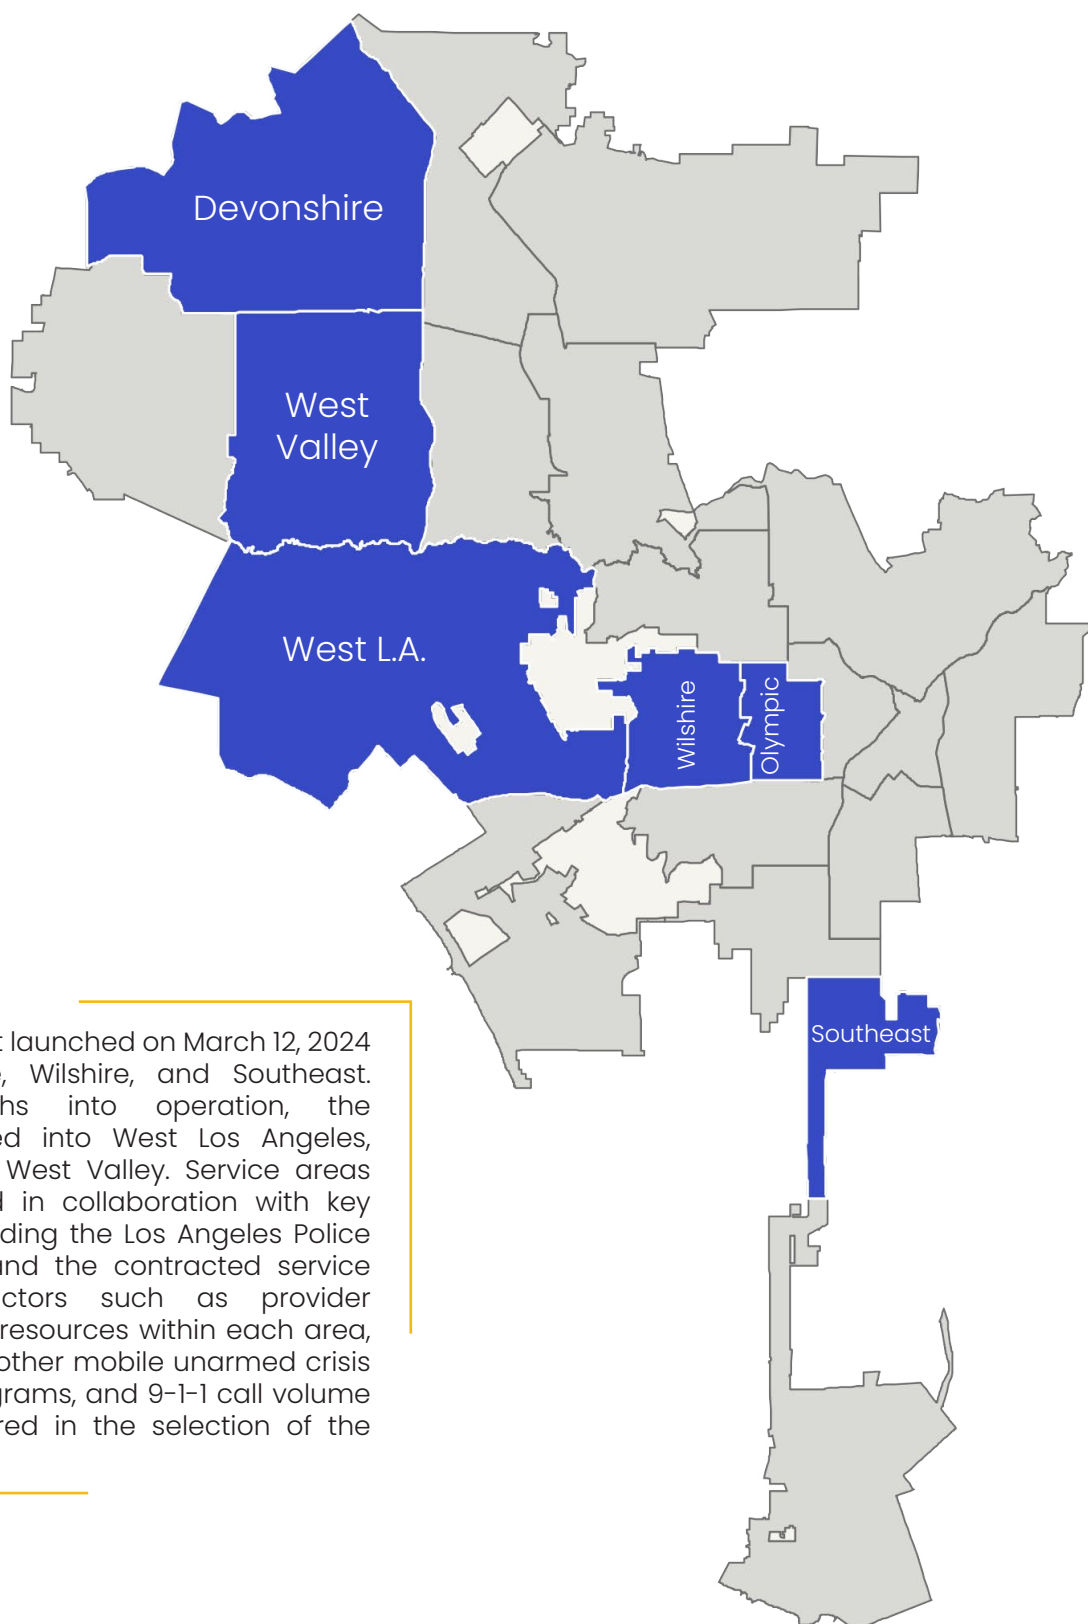 Devonshire
West
Valley
West L.A.
Wilshire
Olympic
Southeast
launched on March 12, 2024
Wilshire, and Southeast.
into operation, the
into West Los Angeles,
West Valley. Service areas
in collaboration with key
the Los Angeles Police
and the contracted service
such as provider
resources within each area,
other mobile unarmed crisis
and 9-1-1 call volume
in the selection of the